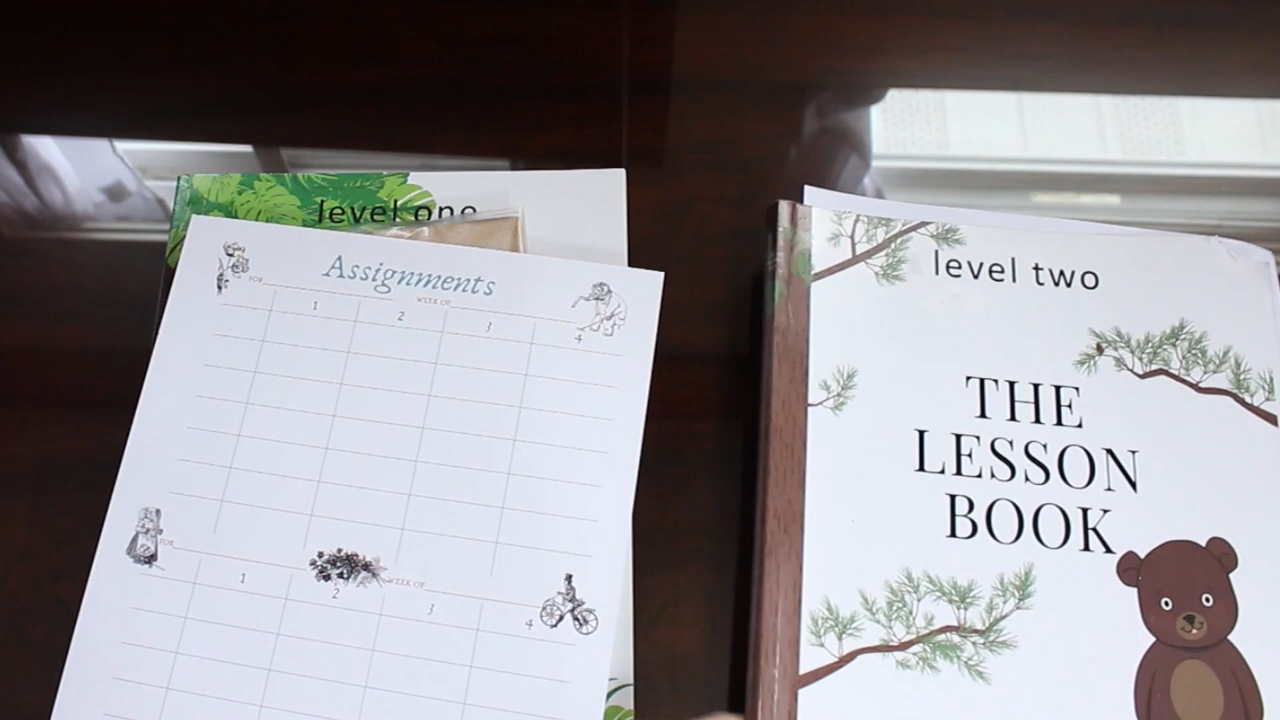 level one
Assignments
FOR
WEEK OF
1
2
3
4
FOR
WEEK OF
1
2
3
4
level two
THE
LESSON
BOOK